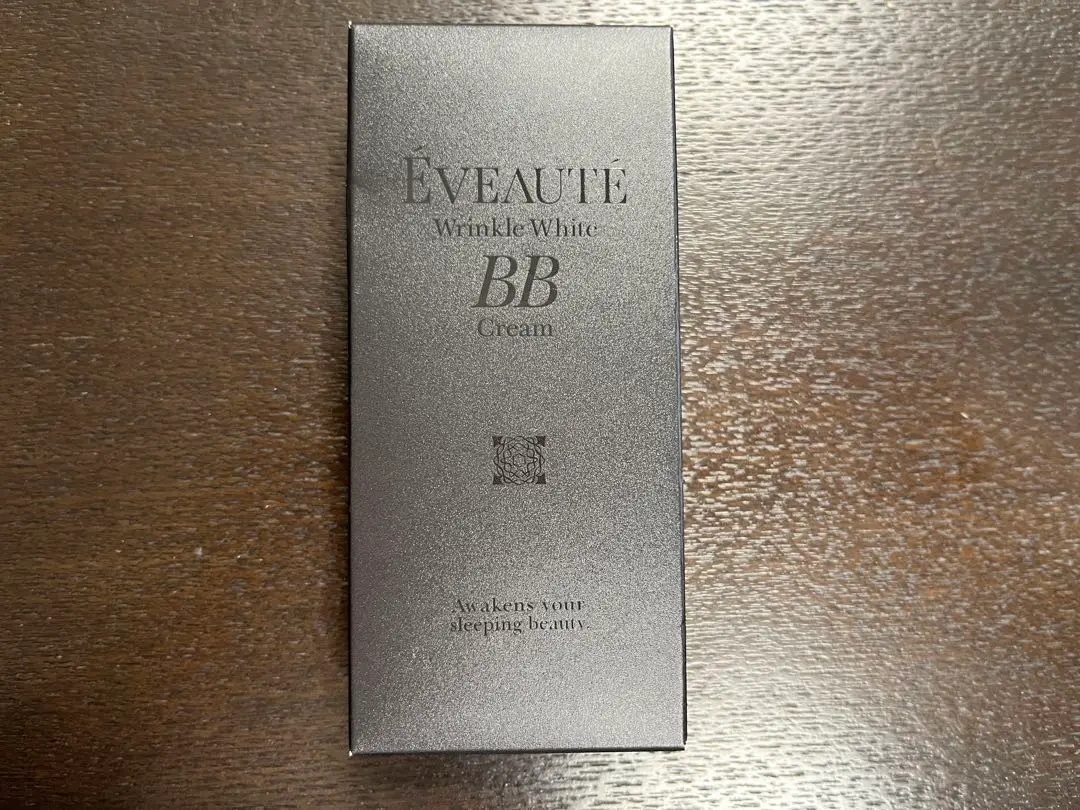 ÉVEAUTÉ
Wrinkle White
BB
Cream
Awakens your
sleeping beauty.